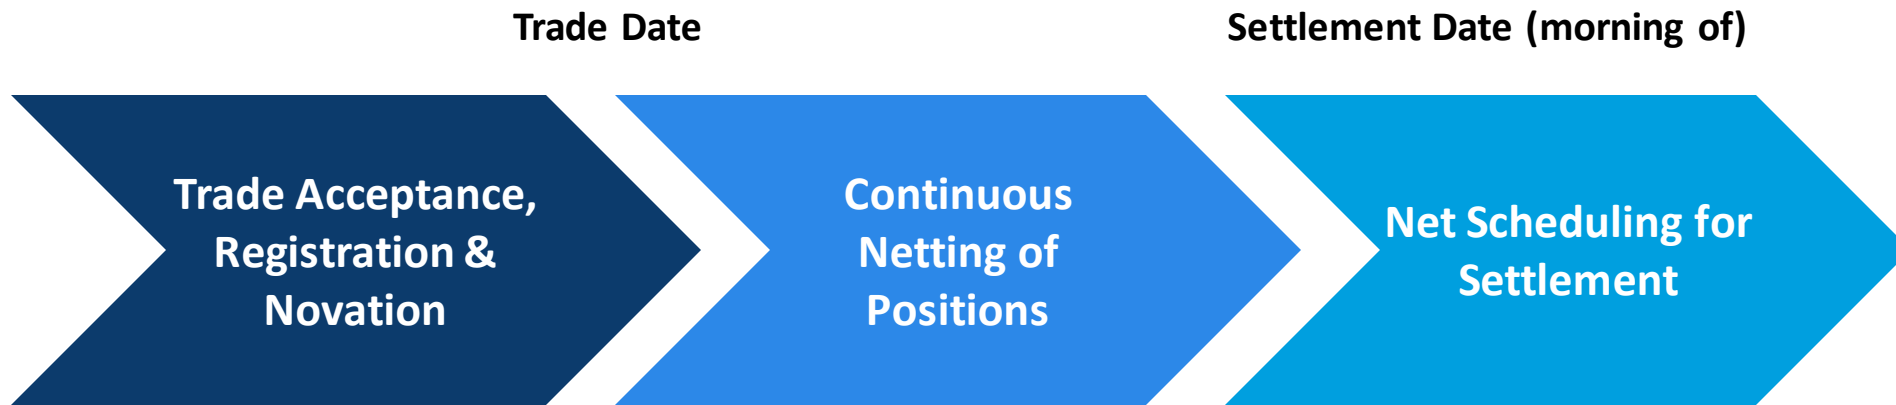 Trade Date
Settlement Date (morning of)
Trade Acceptance,
Registration &
Novation
Continuous
Netting of
Positions
Net Scheduling for
Settlement